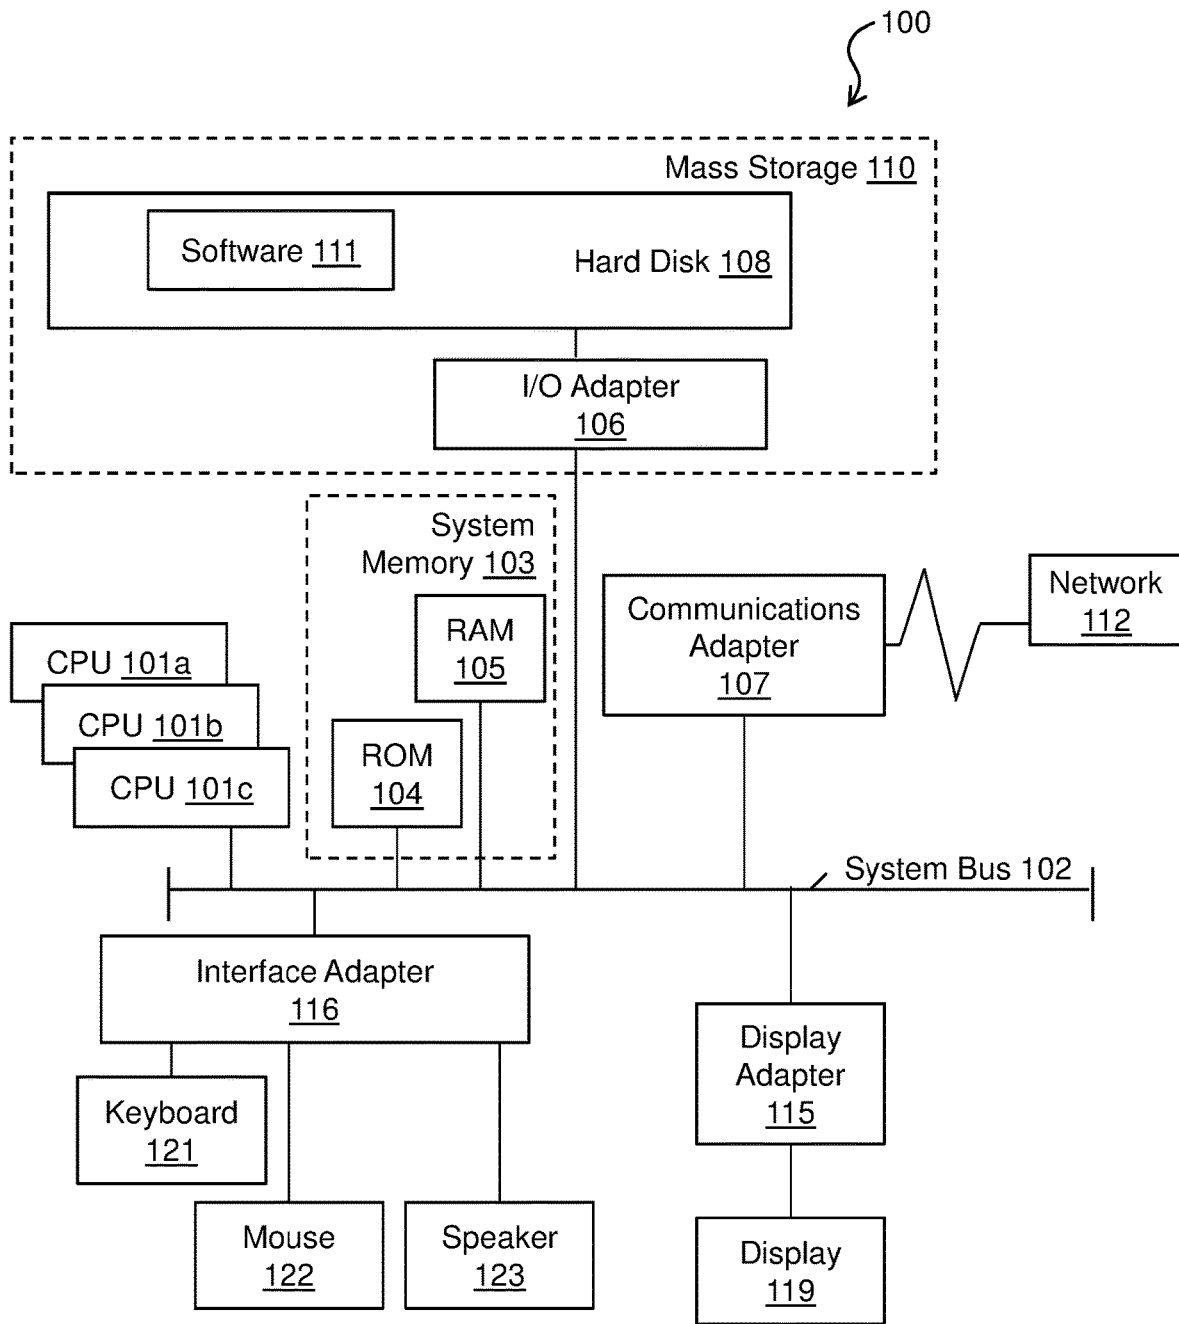 100
Mass Storage 110
Software 111
Hard Disk 108
I/O Adapter
106
System
Memory 103
RAM
105
ROM
104
Communications
Adapter
107
Network
112
CPU 101a
CPU 101b
CPU 101c
System Bus 102
Interface Adapter
116
Keyboard
121
Mouse
122
Speaker
123
Display
Adapter
115
Display
119